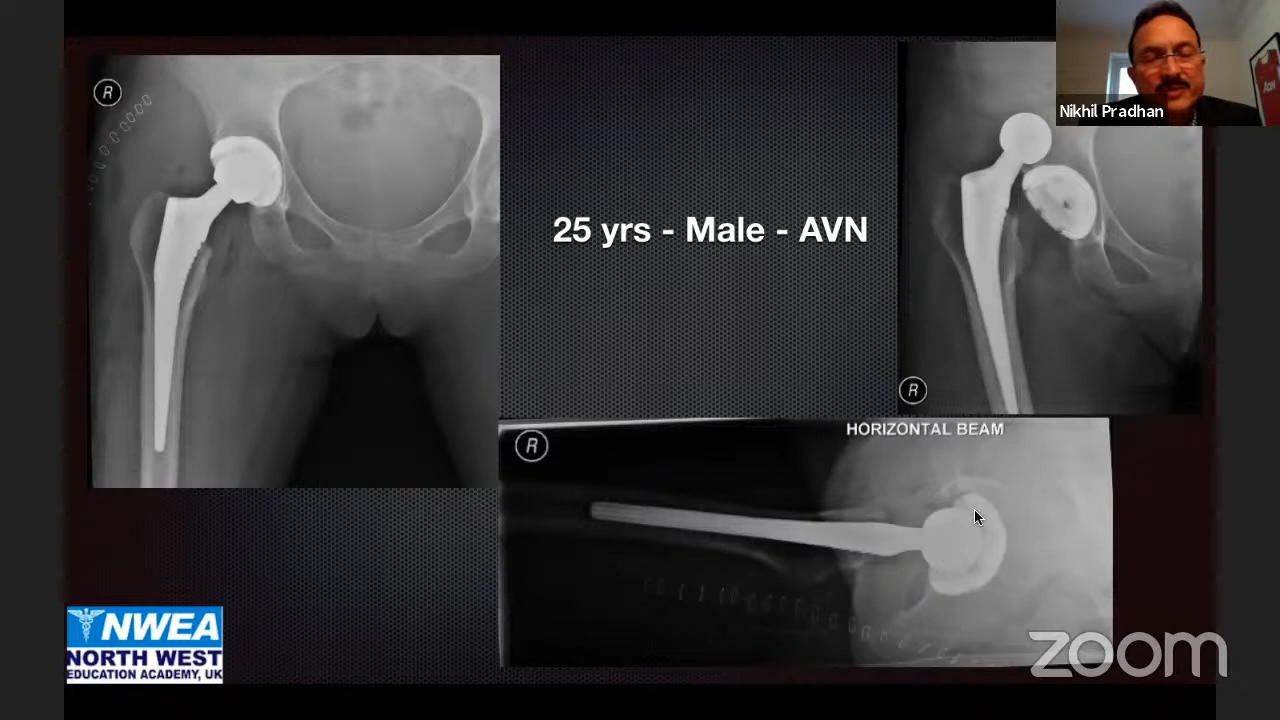 R
Nikhil Pradhan
25 yrs - Male - AVN
R
HORIZONTAL BEAM
R
NWEA
NORTH WEST
EDUCATION ACADEMY, UK
zoom